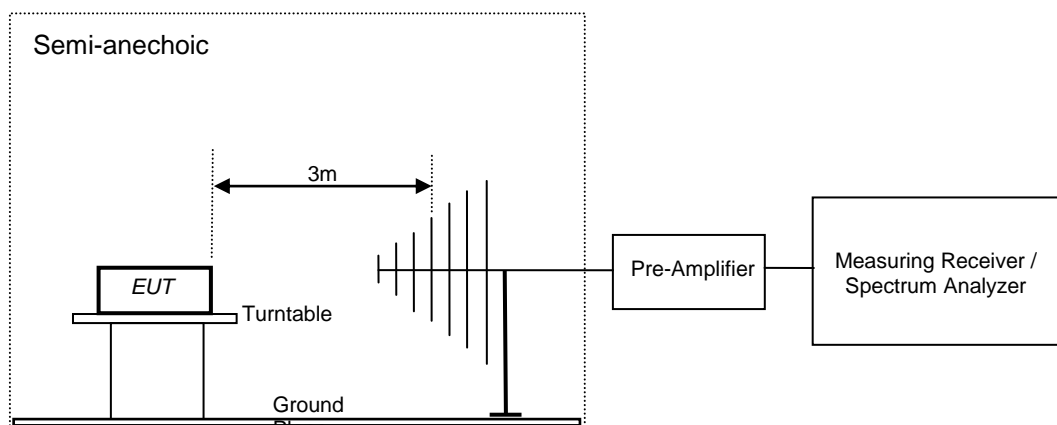 Semi-anechoic
3m
EUT
Turntable
Ground
Pre-Amplifier
Measuring Receiver /
Spectrum Analyzer